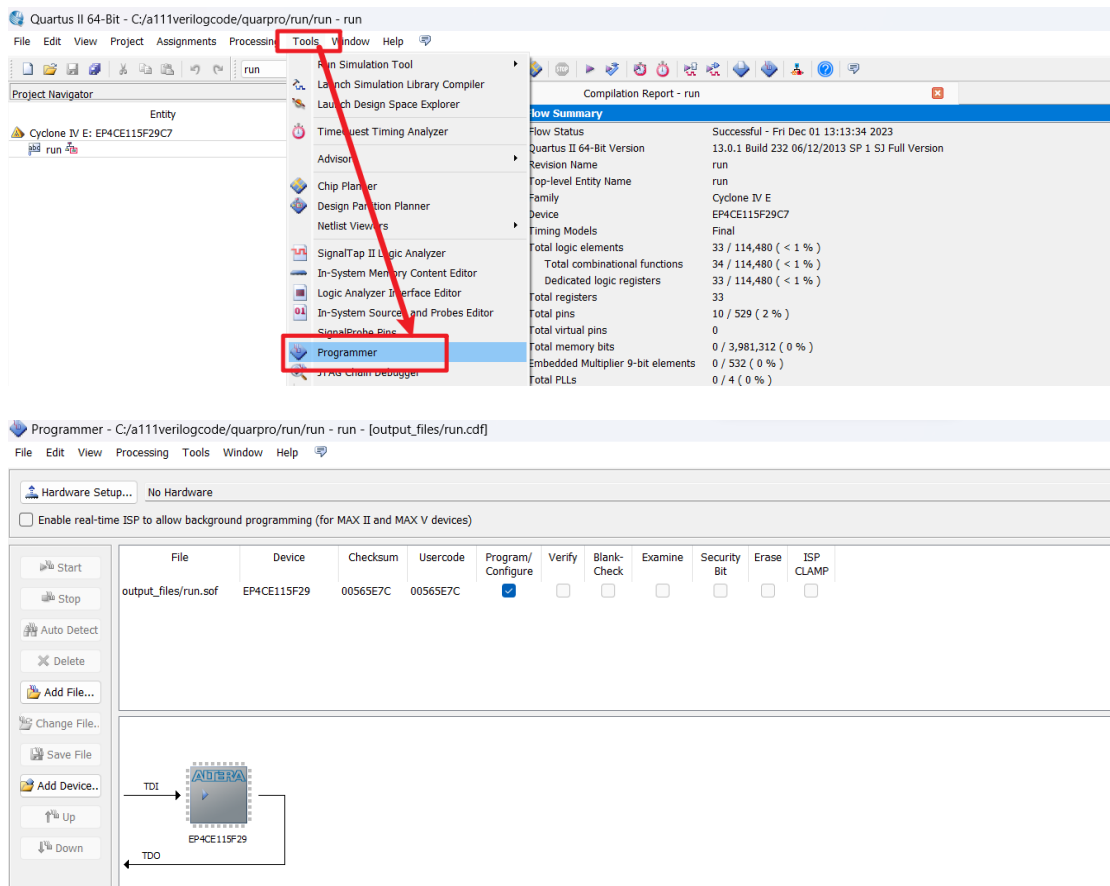 Quartus II 64-Bit - C:/a111verilogcode/quarpro/run/run - run
File Edit View Project Assignments Processing Tools Window Help
run
Project Navigator
Entity
Cyclone IV E: EP4CE115F29C7
run
Run Simulation Tool
Launch Simulation Library Compiler
Launch Design Space Explorer
TimeQuest Timing Analyzer
Advisors
Chip Planner
Design Partition Planner
Netlist Viewers
SignalTap II Logic Analyzer
In-System Memory Content Editor
Logic Analyzer Interface Editor
In-System Sources and Probes Editor
SignalProbe Pins
Programmer
JTAG Chain Debugger
Compilation Report - run
Flow Summary
Flow Status Successful - Fri Dec 01 13:13:34 2023
Quartus II 64-Bit Version 13.0.1 Build 232 06/12/2013 SP 1 SJ Full Version
Revision Name run
Top-level Entity Name run
Family Cyclone IV E
Device EP4CE115F29C7
Timing Models Final
Total logic elements 33 / 114,480 ( < 1 % )
Total combinational functions 34 / 114,480 ( < 1 % )
Dedicated logic registers 33 / 114,480 ( < 1 % )
Total registers 33
Total pins 10 / 529 ( 2 % )
Total virtual pins 0
Total memory bits 0 / 3,981,312 ( 0 % )
Embedded Multiplier 9-bit elements 0 / 532 ( 0 % )
Total PLLs 0 / 4 ( 0 % )
Programmer - C:/a111verilogcode/quarpro/run/run - run - [output_files/run.cdf]
File Edit View Processing Tools Window Help
Hardware Setup... No Hardware
Enable real-time ISP to allow background programming (for MAX II and MAX V devices)
Start
Stop
Auto Detect
Delete
Add File...
Change File..
Save File
Add Device..
Up
Down
File Device Checksum Usercode Program/ Configure Verify Blank- Check Examine Security Bit Erase ISP CLAMP
output_files/run.sof EP4CE115F29 00565E7C 00565E7C
TDI
ALTERA
EP4CE115F29
TDO